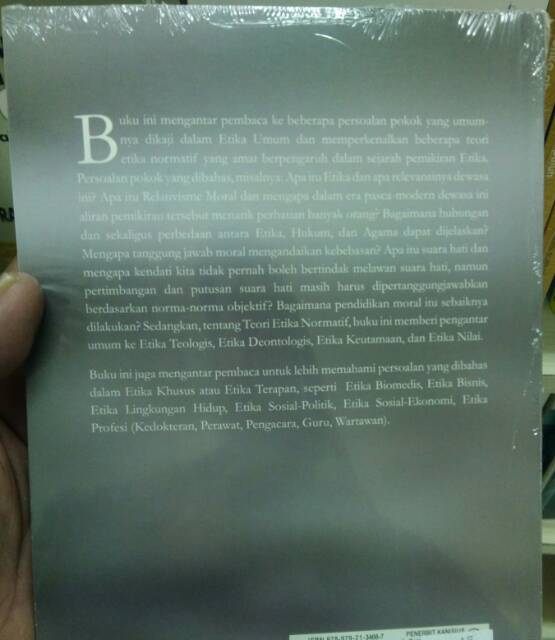 Buku ini mengantar pembaca ke beberapa persoalan pokok yang umum-
nya dikaji dalam Etika Umum dan memperkenalkan beberapa teori
etika normatif yang amat berpengaruh dalam sejarah pemikiran Etika.
Persoalan pokok yang dibahas, misalnya: Apa itu Etika dan apa relevansinya dewasa
ini? Apa itu Relativisme Moral dan mengapa dalam era pasca-modern dewasa ini
aliran pemikiran tersebut menarik perhatian banyak orang? Bagaimana hubungan
dan sekaligus perbedaan antara Etika, Hukum, dan Agama dapat dijelaskan?
Mengapa tanggung jawab moral mengandaikan kebebasan? Apa itu suara hati dan
mengapa kendati kita tidak pernah boleh bertindak melawan suara hati, namun
pertimbangan dan putusan suara hati masih harus dipertanggungjawabkan
berdasarkan norma-norma objektif? Bagaimana pendidikan moral itu sebaiknya
dilakukan? Sedangkan, tentang Teori Etika Normatif, buku ini memberi pengantar
umum ke Etika Teologis, Etika Deontologis, Etika Keutamaan, dan Etika Nilai.
Buku ini juga mengantar pembaca untuk lebih memahami persoalan yang dibahas
dalam Etika Khusus atau Etika Terapan, seperti Etika Biomedis, Etika Bisnis,
Etika Lingkungan Hidup, Etika Sosial-Politik, Etika Sosial-Ekonomi, Etika
Profesi (Kedokteran, Perawat, Pengacara, Guru, Wartawan).
PENERBIT KANISIUS